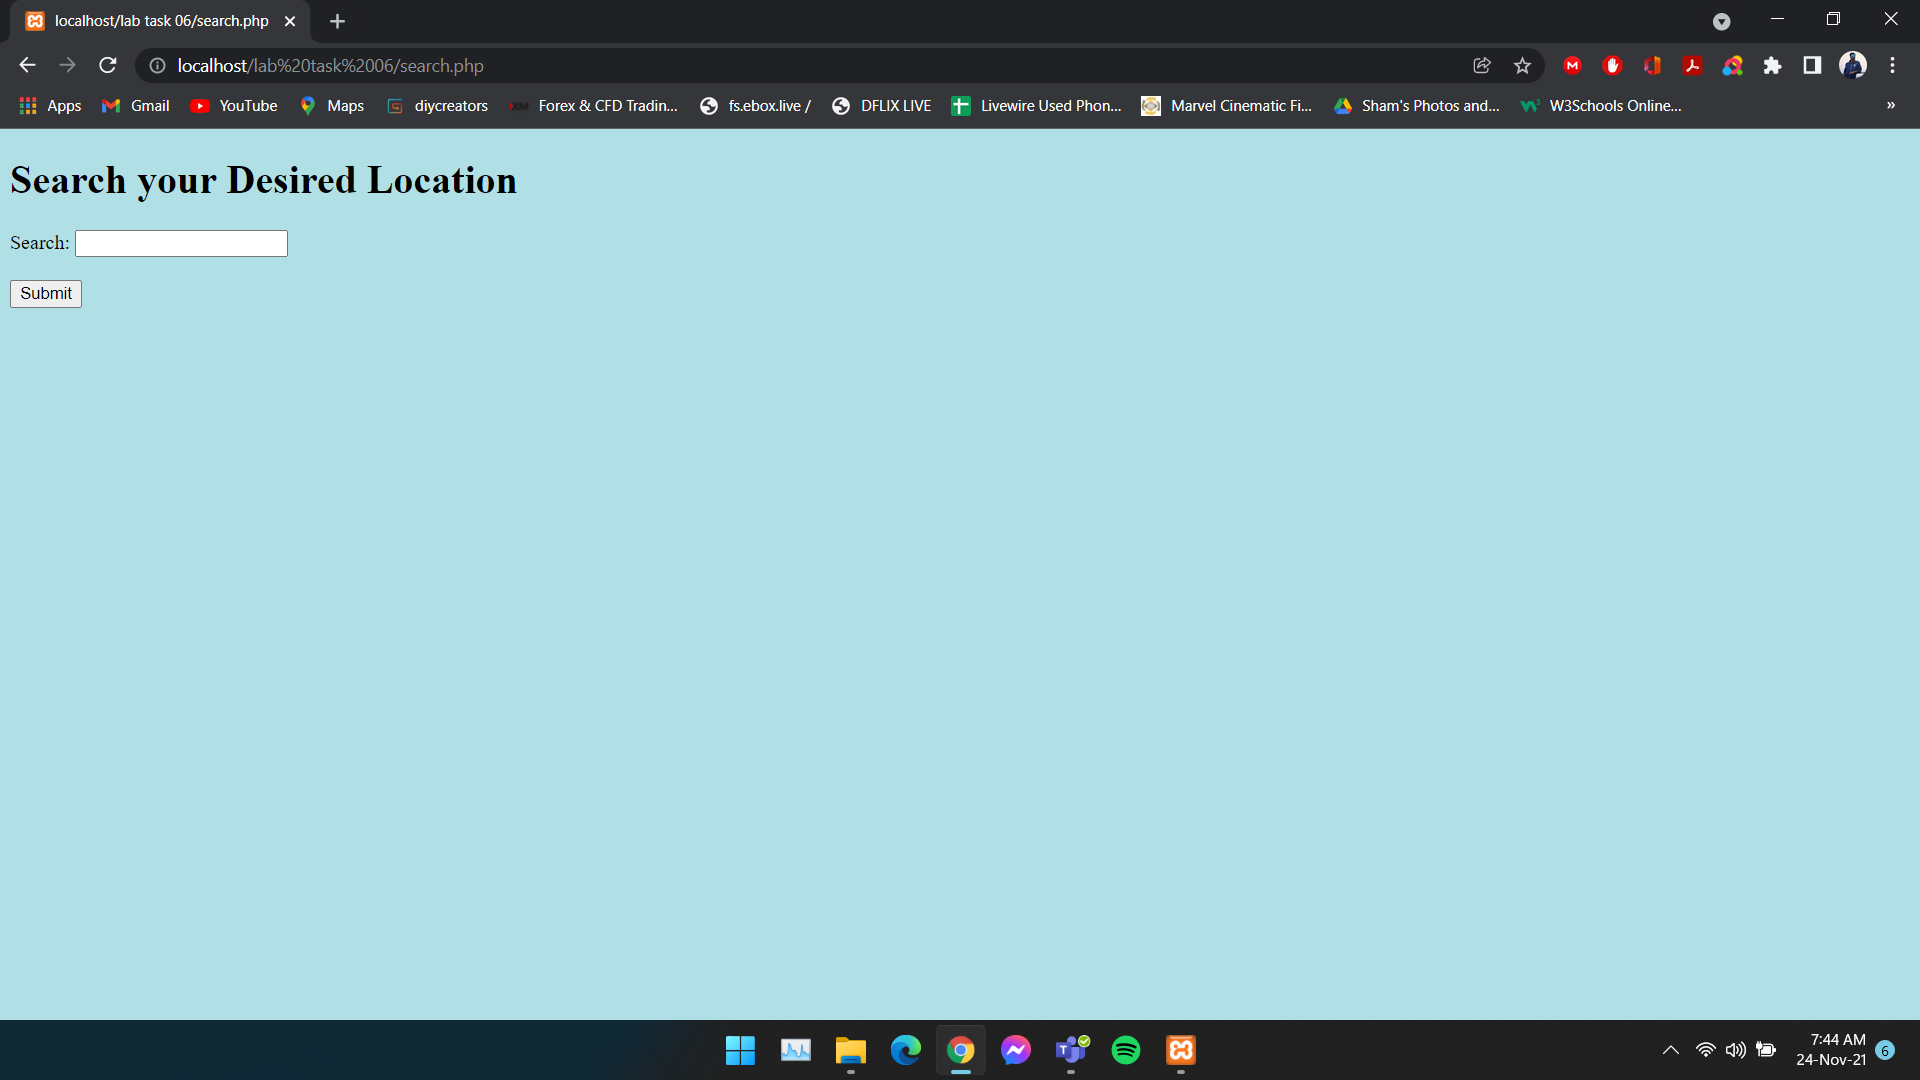 localhost/lab task 06/search.php
localhost/lab%20task%2006/search.php
Apps Gmail YouTube Maps diycreators Forex & CFD Tradin... fs.ebox.live / DFLIX LIVE Livewire Used Phon... Marvel Cinematic Fi... Sham's Photos and... W3Schools Online... »
Search your Desired Location
Search:
Submit
7:44 AM
24-Nov-21 6